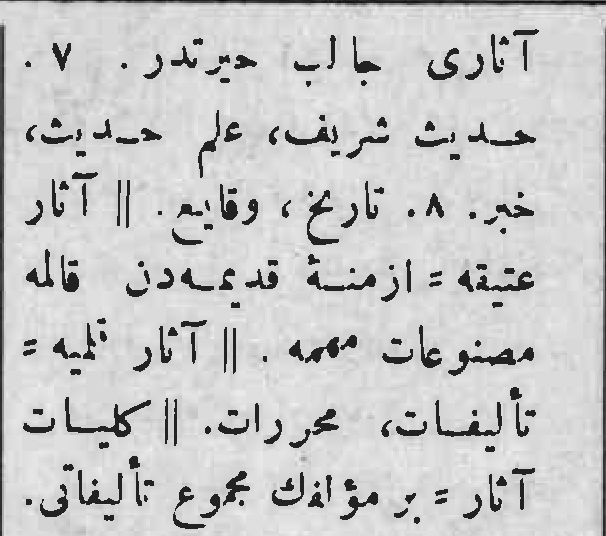 آثاری جالب حیرتدر. ۷.
حدیث شریف، علم حدیث،
خبر. ۸. تاریخ، وقایع. || آثار
عتیقه = ازمنهٔ قدیمه‌دن قالمه
مصنوعات مهمه. || آثار قلمیه =
تألیفات، محررات. || کلیات
آثار = بر مؤلفك مجموع تألیفاتی.